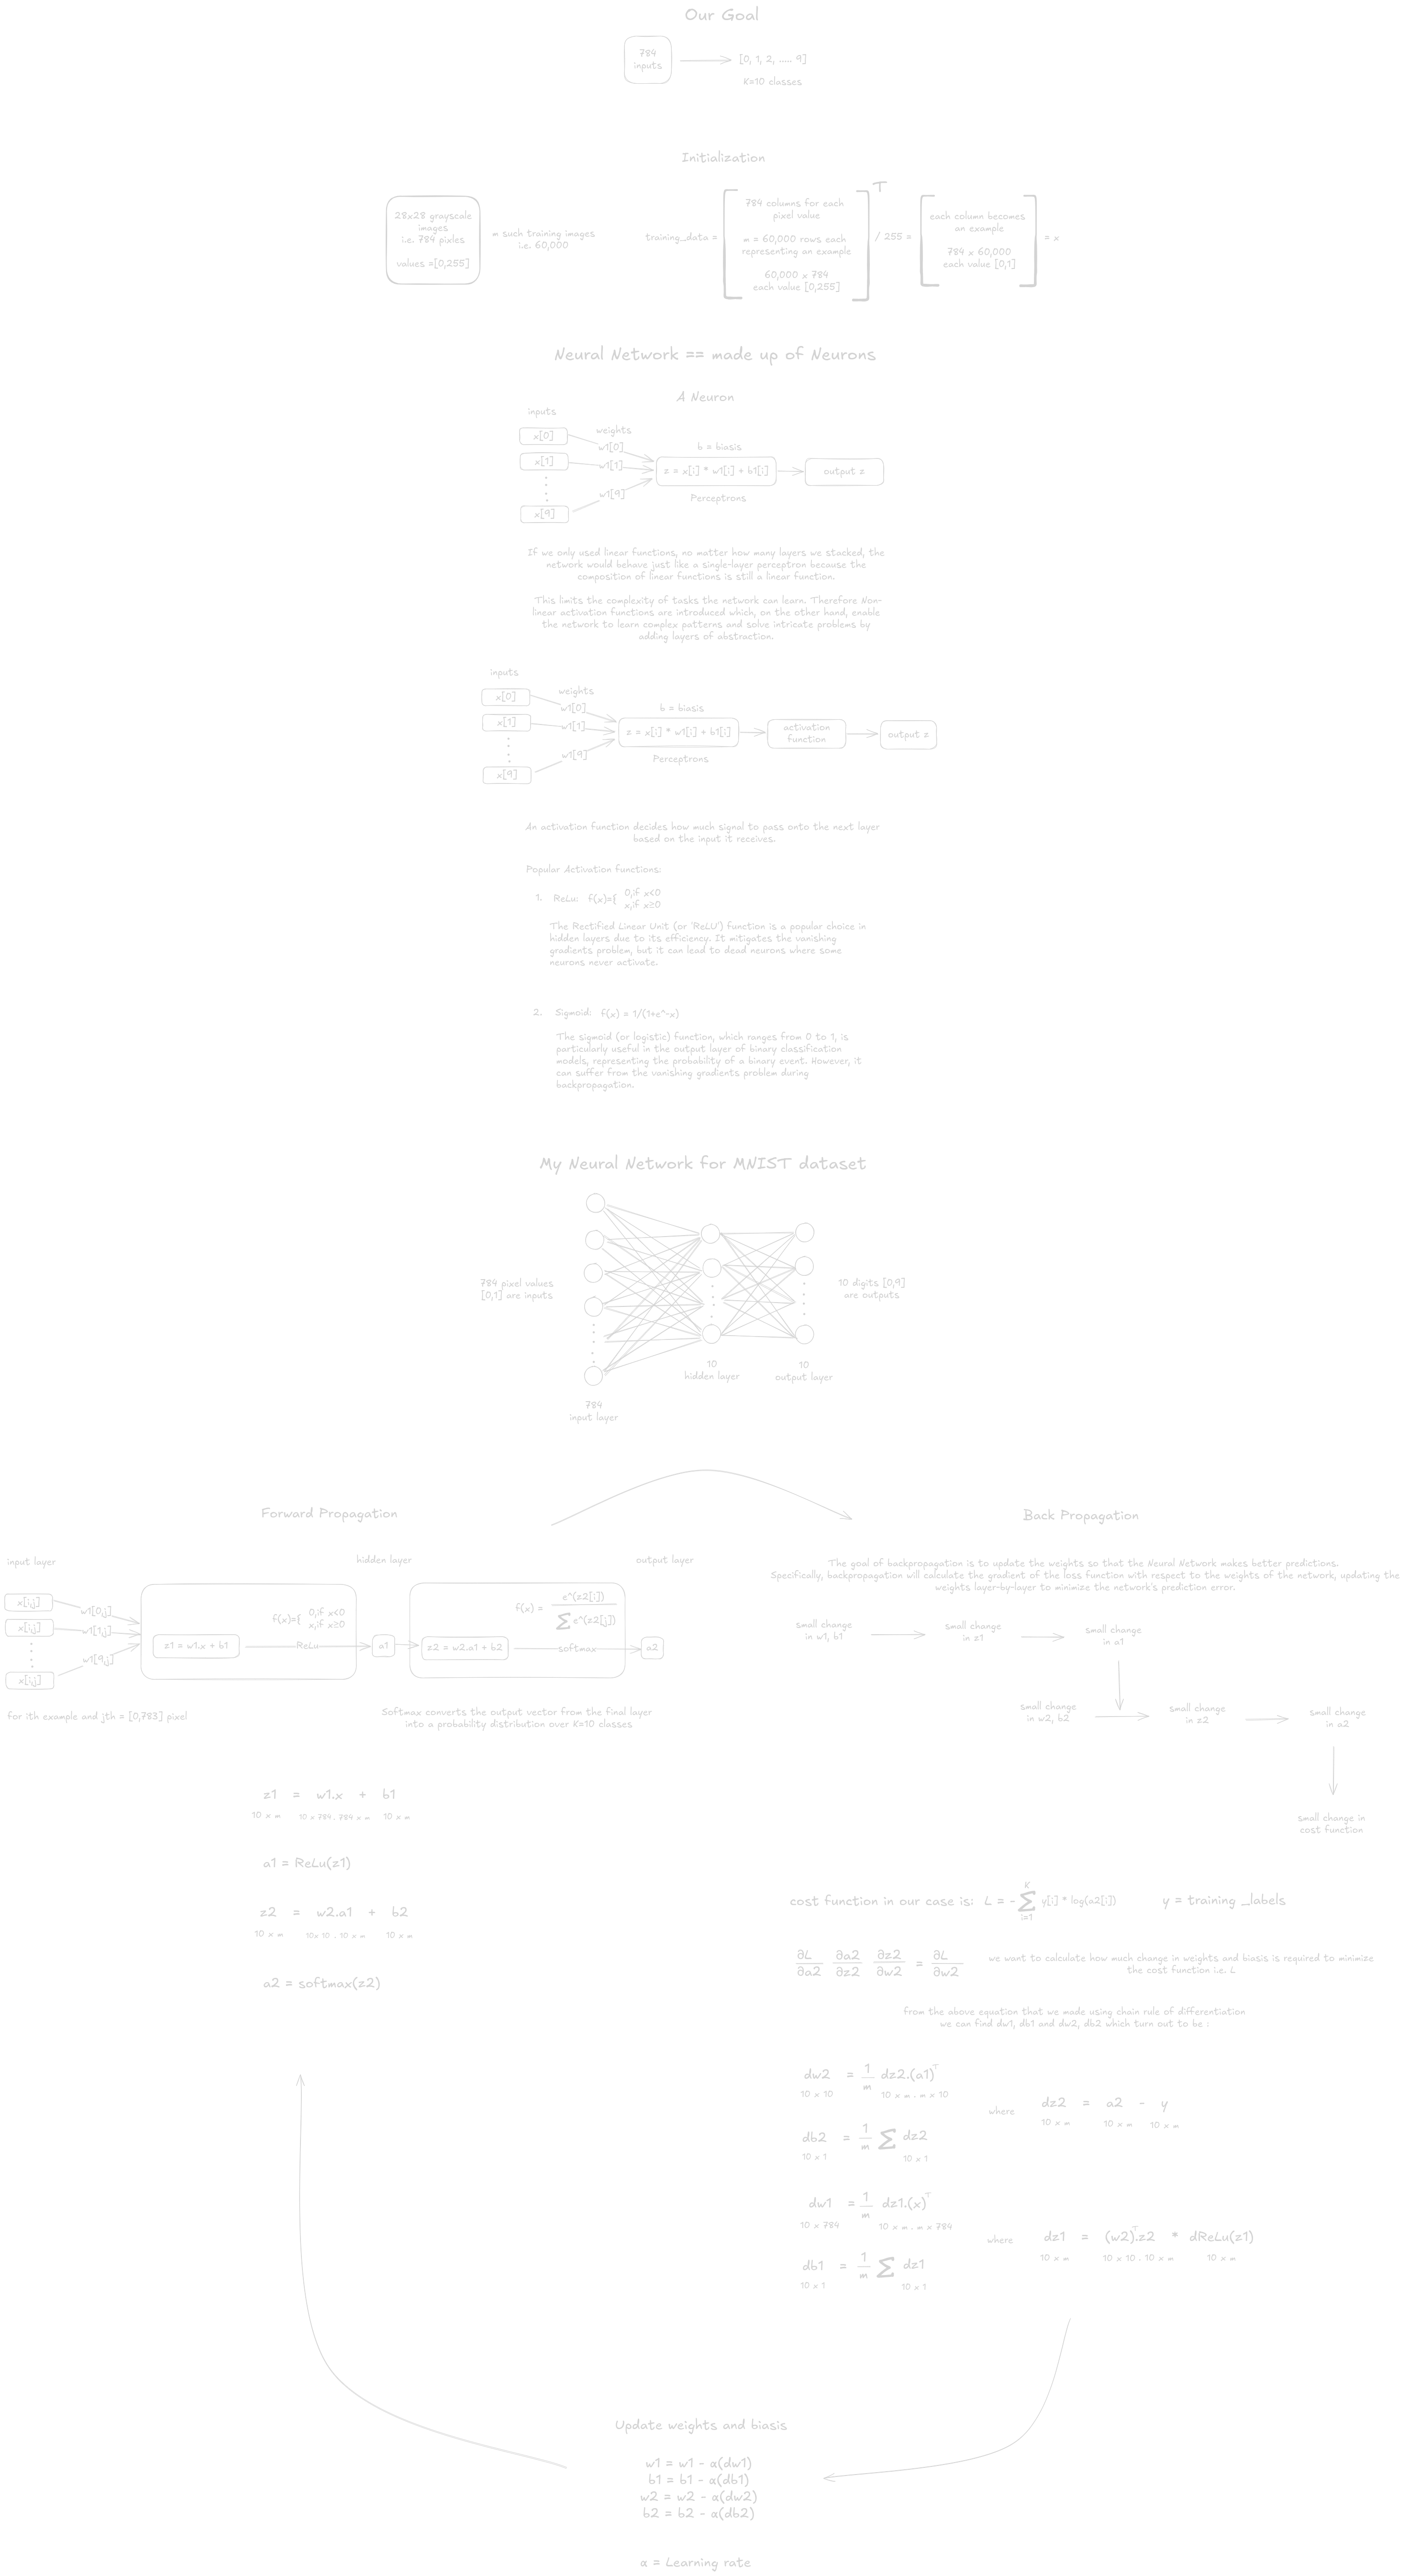 Our Goal
784
inputs
[0, 1, 2, ..... 9]
K=10 classes
Initialization
28x28 grayscale
images
i.e. 784 pixles
values =[0,255]
m such training images
i.e. 60,000
training_data =
784 columns for each
pixel value
m = 60,000 rows each
representing an example
60,000 x 784
each value [0,255]
T
/ 255 =
each column becomes
an example
784 x 60,000
each value [0,1]
= x
Neural Network == made up of Neurons
A Neuron
inputs
weights
x[0]
w1[0]
b = biasis
x[1]
w1[1]
z = x[i] * w1[i] + b1[i]
output z
w1[9]
Perceptrons
x[9]
If we only used linear functions, no matter how many layers we stacked, the
network would behave just like a single-layer perceptron because the
composition of linear functions is still a linear function.
This limits the complexity of tasks the network can learn. Therefore Non-
linear activation functions are introduced which, on the other hand, enable
the network to learn complex patterns and solve intricate problems by
adding layers of abstraction.
inputs
weights
x[0]
w1[0]
b = biasis
x[1]
w1[1]
z = x[i] * w1[i] + b1[i]
activation
function
output z
w1[9]
Perceptrons
x[9]
An activation function decides how much signal to pass onto the next layer
based on the input it receives.
Popular Activation functions:
1. ReLu: f(x)={ 0,if x<0
x,if x≥0
The Rectified Linear Unit (or 'ReLU') function is a popular choice in
hidden layers due to its efficiency. It mitigates the vanishing
gradients problem, but it can lead to dead neurons where some
neurons never activate.
2. Sigmoid: f(x) = 1/(1+e^-x)
The sigmoid (or logistic) function, which ranges from 0 to 1, is
particularly useful in the output layer of binary classification
models, representing the probability of a binary event. However, it
can suffer from the vanishing gradients problem during
backpropagation.
My Neural Network for MNIST dataset
784 pixel values
[0,1] are inputs
10 digits [0,9]
are outputs
10
hidden layer
10
output layer
784
input layer
Forward Propagation
input layer
hidden layer
output layer
x[i,j]
w1[0,j]
x[i,j]
w1[1,j]
w1[9,j]
x[i,j]
f(x)={ 0,if x<0
x,if x≥0
z1 = w1.x + b1
ReLu
a1
f(x) = e^(z2[i])
∑ e^(z2[j])
z2 = w2.a1 + b2
softmax
a2
for ith example and jth = [0,783] pixel
Softmax converts the output vector from the final layer
into a probability distribution over K=10 classes
z1 = w1.x + b1
10 x m 10 x 784 . 784 x m 10 x m
a1 = ReLu(z1)
z2 = w2.a1 + b2
10 x m 10x 10 . 10 x m 10 x m
a2 = softmax(z2)
Back Propagation
The goal of backpropagation is to update the weights so that the Neural Network makes better predictions.
Specifically, backpropagation will calculate the gradient of the loss function with respect to the weights of the network, updating the
weights layer-by-layer to minimize the network's prediction error.
small change
in w1, b1
small change
in z1
small change
in a1
small change
in w2, b2
small change
in z2
small change
in a2
small change in
cost function
K
cost function in our case is: L = - ∑ y[i] * log(a2[i]) y = training _labels
i=1
∂L ∂a2 ∂z2 = ∂L
∂a2 ∂z2 ∂w2 ∂w2
we want to calculate how much change in weights and biasis is required to minimize
the cost function i.e. L
from the above equation that we made using chain rule of differentiation
we can find dw1, db1 and dw2, db2 which turn out to be :
dw2 = 1/m dz2.(a1)T
10 x 10 10 x m . m x 10
where
dz2 = a2 - y
10 x m 10 x m 10 x m
db2 = 1/m ∑ dz2
10 x 1 10 x 1
dw1 = 1/m dz1.(x)T
10 x 784 10 x m . m x 784
where
dz1 = (w2)T.z2 * dReLu(z1)
10 x m 10 x 10 . 10 x m 10 x m
db1 = 1/m ∑ dz1
10 x 1 10 x 1
Update weights and biasis
w1 = w1 - α(dw1)
b1 = b1 - α(db1)
w2 = w2 - α(dw2)
b2 = b2 - α(db2)
α = Learning rate